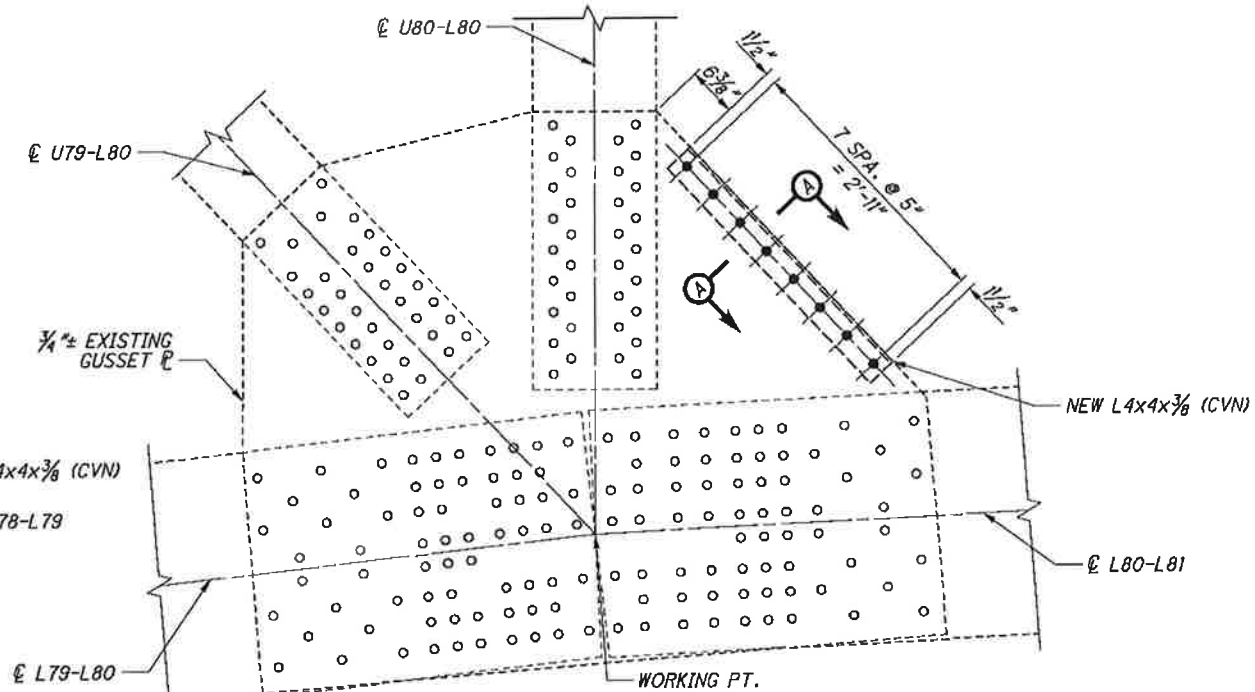 ℄ U80-L80
1½"
6⅜"
7 SPA. @ 5"
= 2'-11"
A
A
1½"
℄ U79-L80
¾"± EXISTING
GUSSET ℙL
NEW L4x4x⅜ (CVN)
4x4x⅜ (CVN)
78-L79
℄ L80-L81
℄ L79-L80
WORKING PT.